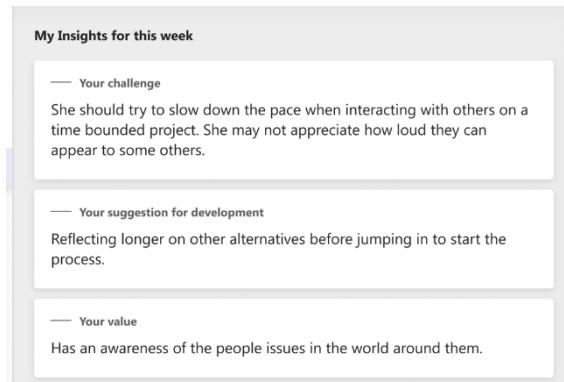 My Insights for this week
Your challenge
She should try to slow down the pace when interacting with others on a
time bounded project. She may not appreciate how loud they can
appear to some others.
Your suggestion for development
Reflecting longer on other alternatives before jumping in to start the
process.
Your value
Has an awareness of the people issues in the world around them.